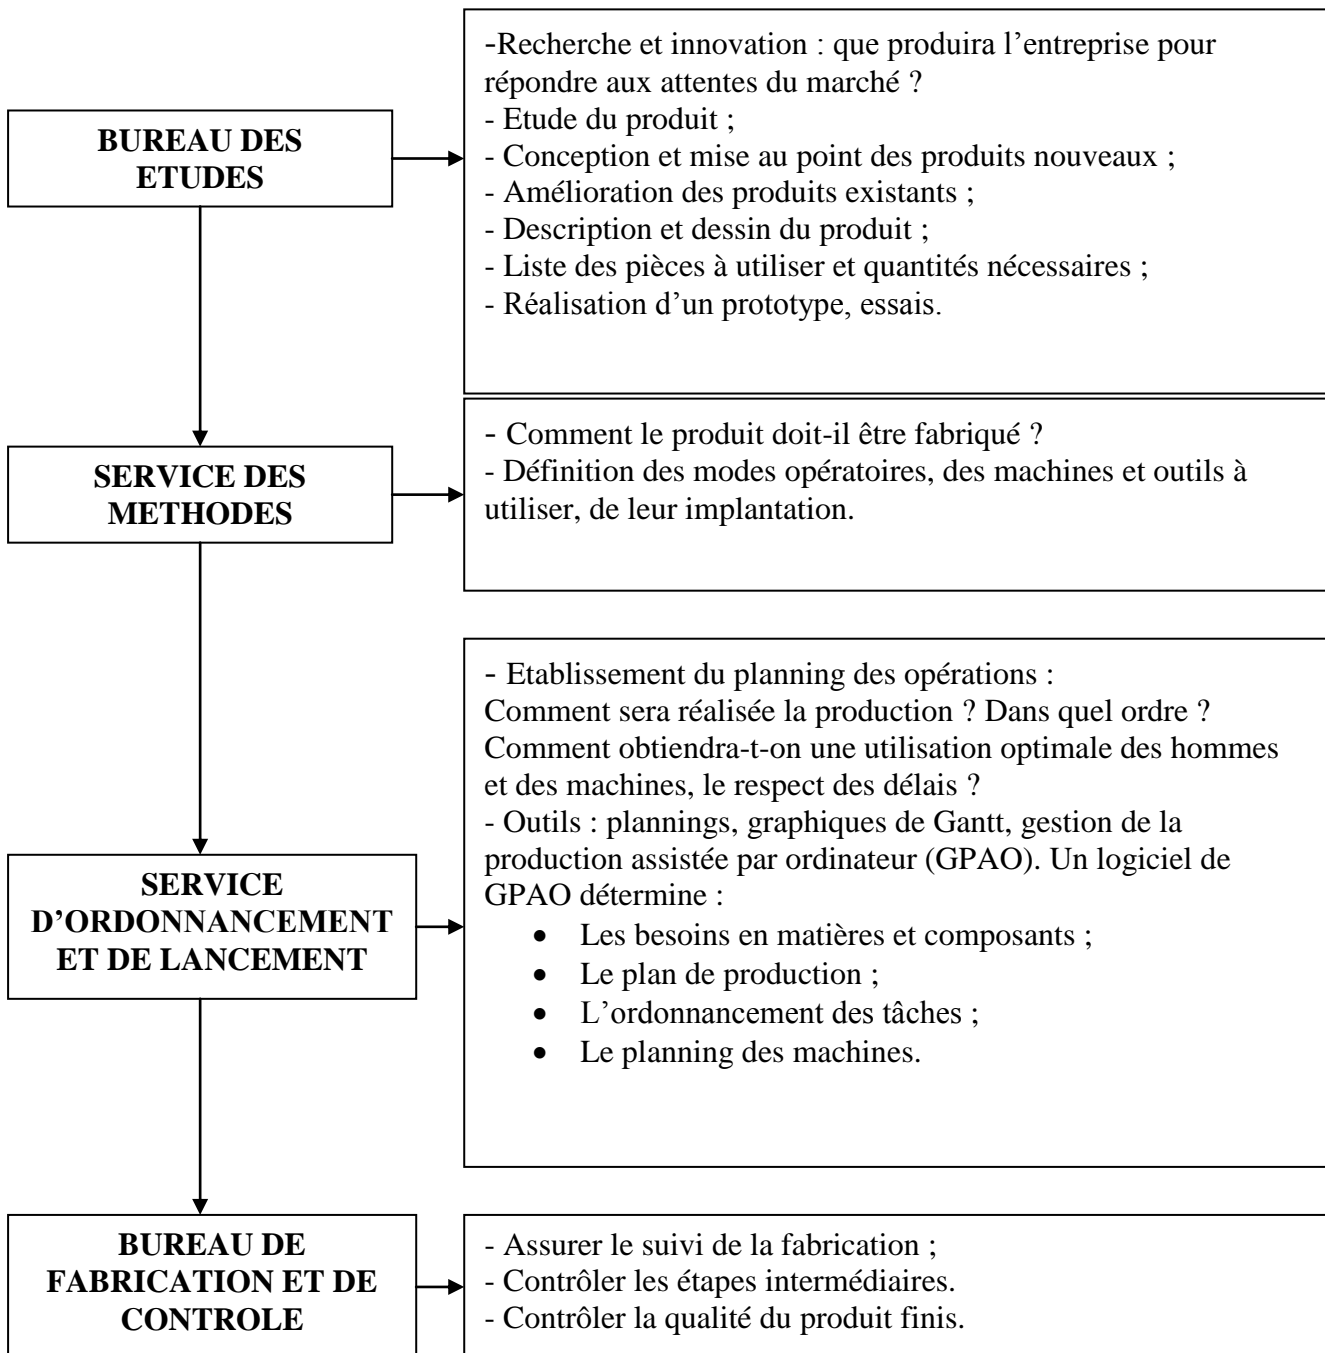 -Recherche et innovation : que produira l’entreprise pour
répondre aux attentes du marché ?
- Etude du produit ;
- Conception et mise au point des produits nouveaux ;
- Amélioration des produits existants ;
- Description et dessin du produit ;
- Liste des pièces à utiliser et quantités nécessaires ;
- Réalisation d’un prototype, essais.
BUREAU DES
ETUDES
- Comment le produit doit-il être fabriqué ?
- Définition des modes opératoires, des machines et outils à
utiliser, de leur implantation.
SERVICE DES
METHODES
- Etablissement du planning des opérations :
Comment sera réalisée la production ? Dans quel ordre ?
Comment obtiendra-t-on une utilisation optimale des hommes
et des machines, le respect des délais ?
- Outils : plannings, graphiques de Gantt, gestion de la
production assistée par ordinateur (GPAO). Un logiciel de
GPAO détermine :
• Les besoins en matières et composants ;
• Le plan de production ;
• L’ordonnancement des tâches ;
• Le planning des machines.
SERVICE
D’ORDONNANCEMENT
ET DE LANCEMENT
BUREAU DE
FABRICATION ET DE
CONTROLE
- Assurer le suivi de la fabrication ;
- Contrôler les étapes intermédiaires.
- Contrôler la qualité du produit finis.